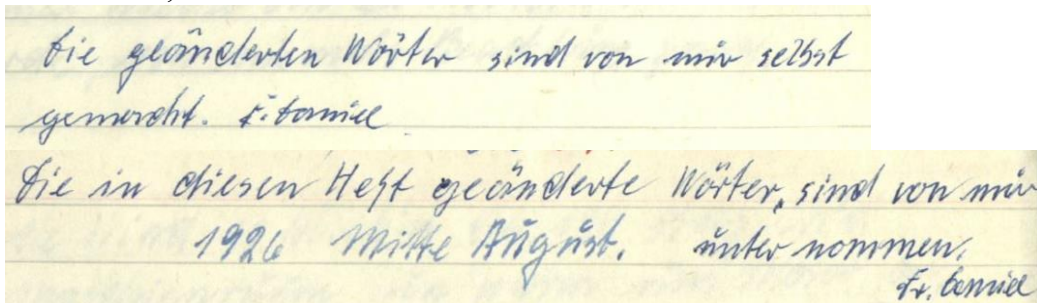 Die geänderten Wörter sind von mir selbst
gemacht. F. Daniel
Die in diesen Heft geänderte Wörter, sind von mir
1926 Mitte August. unter nommen.
Fr. Daniel